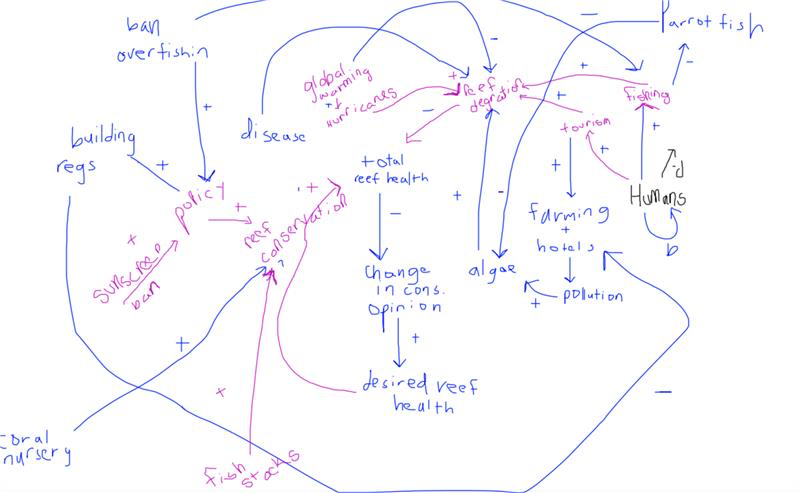 ban
overfishin
Parrot fish
global
warming
hurricanes
reef
degration
fishing
disease
tourism
building
regs
total
reef health
Humans
-d
b
policy
reef
conservation
farming
+
hotels
sunscreen
ban
change
in cons.
opinion
algae
pollution
desired reef
health
coral
nursery
fish
stocks